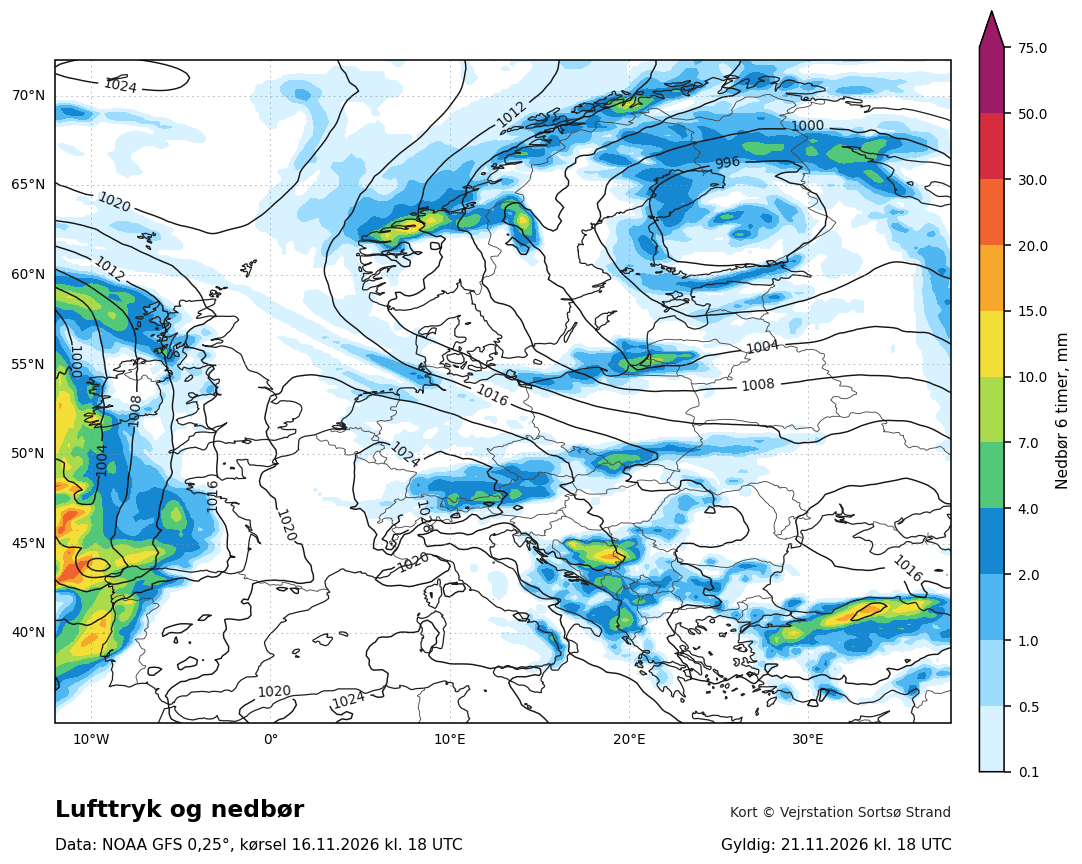 75.0
50.0
30.0
20.0
15.0
10.0
7.0
4.0
2.0
1.0
0.5
0.1
Nedbør 6 timer, mm
70°N
65°N
60°N
55°N
50°N
45°N
40°N
10°W
0°
10°E
20°E
30°E
1024
1012
1000
996
1020
1012
1000
1004
1008
1008
1016
1004
1024
1016
1020
1016
1020
1016
1020
1024
Lufttryk og nedbør
Kort © Vejrstation Sortsø Strand
Data: NOAA GFS 0,25°, kørsel 16.11.2026 kl. 18 UTC
Gyldig: 21.11.2026 kl. 18 UTC